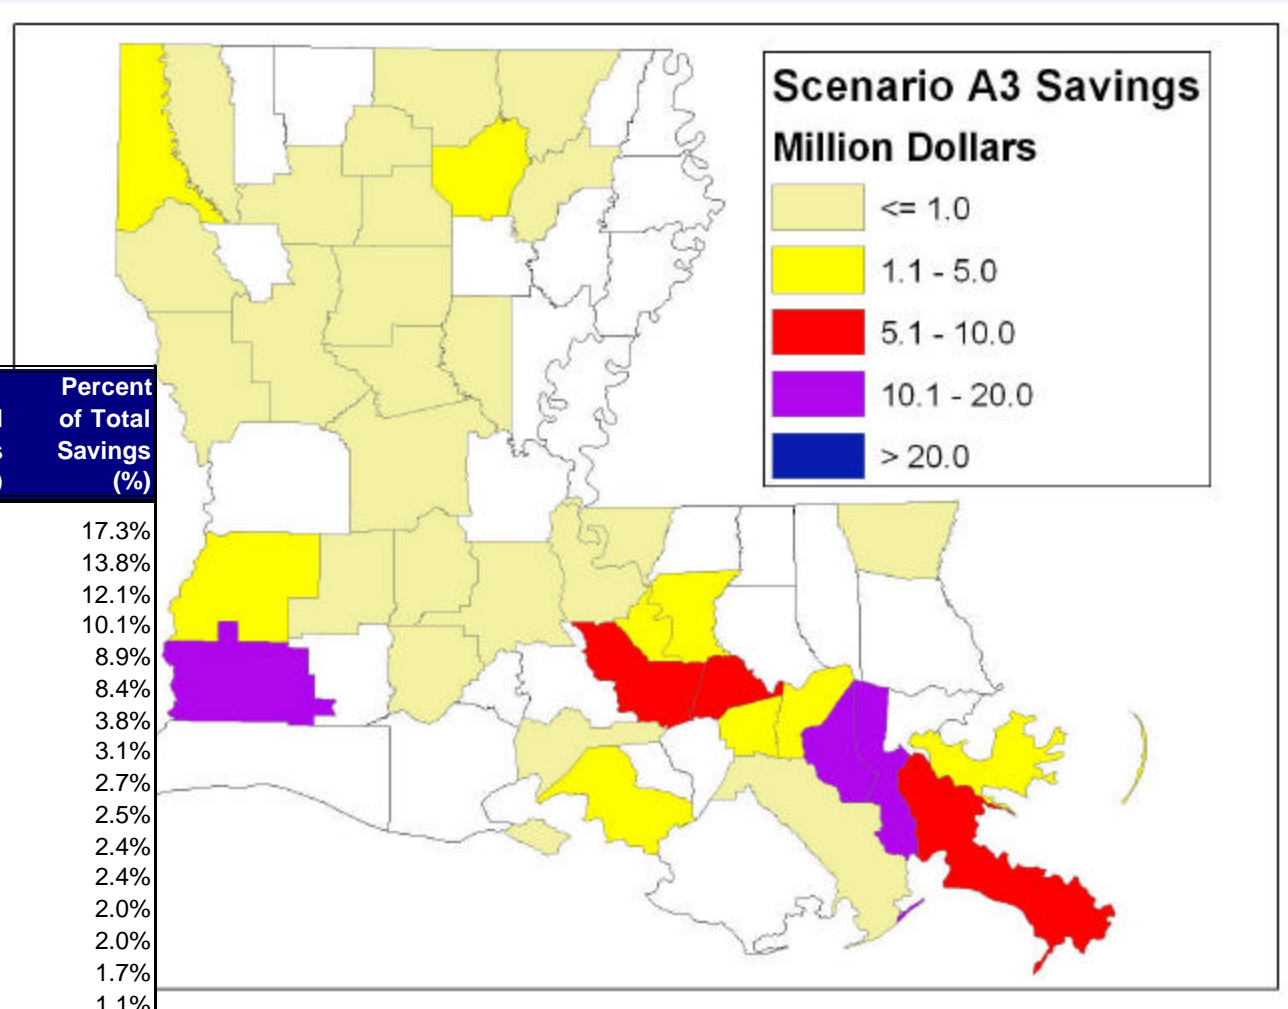 Scenario A3 Savings
Million Dollars
<= 1.0
1.1 - 5.0
5.1 - 10.0
10.1 - 20.0
> 20.0
Percent
of Total
Savings
(%)
17.3%
13.8%
12.1%
10.1%
8.9%
8.4%
3.8%
3.1%
2.7%
2.5%
2.4%
2.4%
2.0%
2.0%
1.7%
1.1%